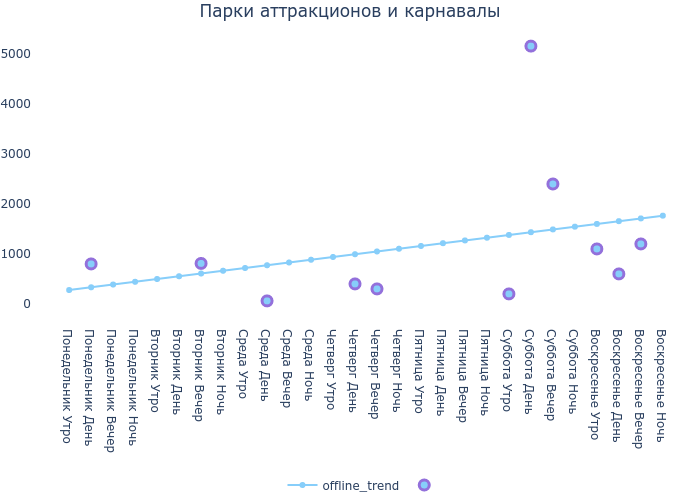 Парки аттракционов и карнавалы
5000
4000
3000
2000
1000
0
Понедельник Утро
Понедельник День
Понедельник Вечер
Понедельник Ночь
Вторник Утро
Вторник День
Вторник Вечер
Вторник Ночь
Среда Утро
Среда День
Среда Вечер
Среда Ночь
Четверг Утро
Четверг День
Четверг Вечер
Четверг Ночь
Пятница Утро
Пятница День
Пятница Вечер
Пятница Ночь
Суббота Утро
Суббота День
Суббота Вечер
Суббота Ночь
Воскресенье Утро
Воскресенье День
Воскресенье Вечер
Воскресенье Ночь
offline_trend